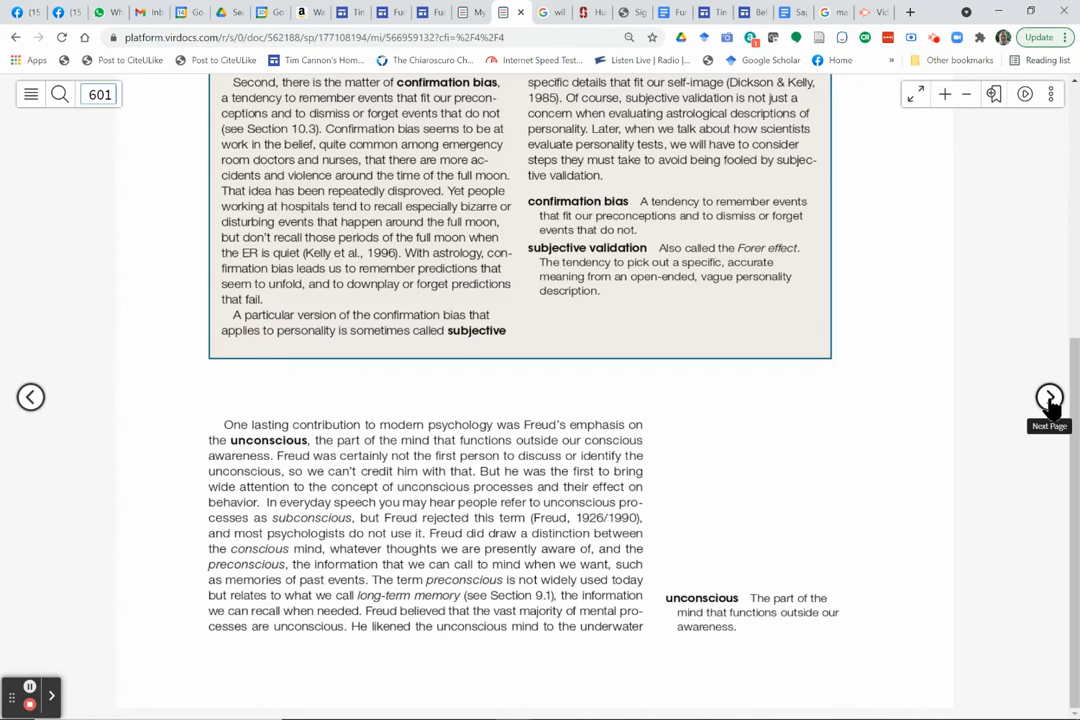 (15
(15
Wh
Inb
Go
Sea
Go
Wa
Tin
Fun
Fun
My
wil
Hu
Sig
Fun
Tin
Bel
Sap
ma
Vid
platform.virdocs.com/r/s/0/doc/562188/sp/177108194/mi/566959132?cfi=%2F4%2F4
Update
Apps
Post to CiteULike
Post to CiteULike
Tim Cannon's Hom...
The Chiaroscuro Ch...
Internet Speed Test...
Listen Live | Radio |...
Google Scholar
Home
»
Other bookmarks
Reading list
601
Second, there is the matter of confirmation bias,
a tendency to remember events that fit our precon-
ceptions and to dismiss or forget events that do not
(see Section 10.3). Confirmation bias seems to be at
work in the belief, quite common among emergency
room doctors and nurses, that there are more ac-
cidents and violence around the time of the full moon.
That idea has been repeatedly disproved. Yet people
working at hospitals tend to recall especially bizarre or
disturbing events that happen around the full moon,
but don't recall those periods of the full moon when
the ER is quiet (Kelly et al., 1996). With astrology, con-
firmation bias leads us to remember predictions that
seem to unfold, and to downplay or forget predictions
that fail.
A particular version of the confirmation bias that
applies to personality is sometimes called subjective
specific details that fit our self-image (Dickson & Kelly,
1985). Of course, subjective validation is not just a
concern when evaluating astrological descriptions of
personality. Later, when we talk about how scientists
evaluate personality tests, we will have to consider
steps they must take to avoid being fooled by subjec-
tive validation.
confirmation bias A tendency to remember events
that fit our preconceptions and to dismiss or forget
events that do not.
subjective validation Also called the Forer effect.
The tendency to pick out a specific, accurate
meaning from an open-ended, vague personality
description.
Next Page
One lasting contribution to modern psychology was Freud's emphasis on
the unconscious, the part of the mind that functions outside our conscious
awareness. Freud was certainly not the first person to discuss or identify the
unconscious, so we can't credit him with that. But he was the first to bring
wide attention to the concept of unconscious processes and their effect on
behavior. In everyday speech you may hear people refer to unconscious pro-
cesses as subconscious, but Freud rejected this term (Freud, 1926/1990),
and most psychologists do not use it. Freud did draw a distinction between
the conscious mind, whatever thoughts we are presently aware of, and the
preconscious, the information that we can call to mind when we want, such
as memories of past events. The term preconscious is not widely used today
but relates to what we call long-term memory (see Section 9.1), the information
we can recall when needed. Freud believed that the vast majority of mental pro-
cesses are unconscious. He likened the unconscious mind to the underwater
unconscious The part of the
mind that functions outside our
awareness.